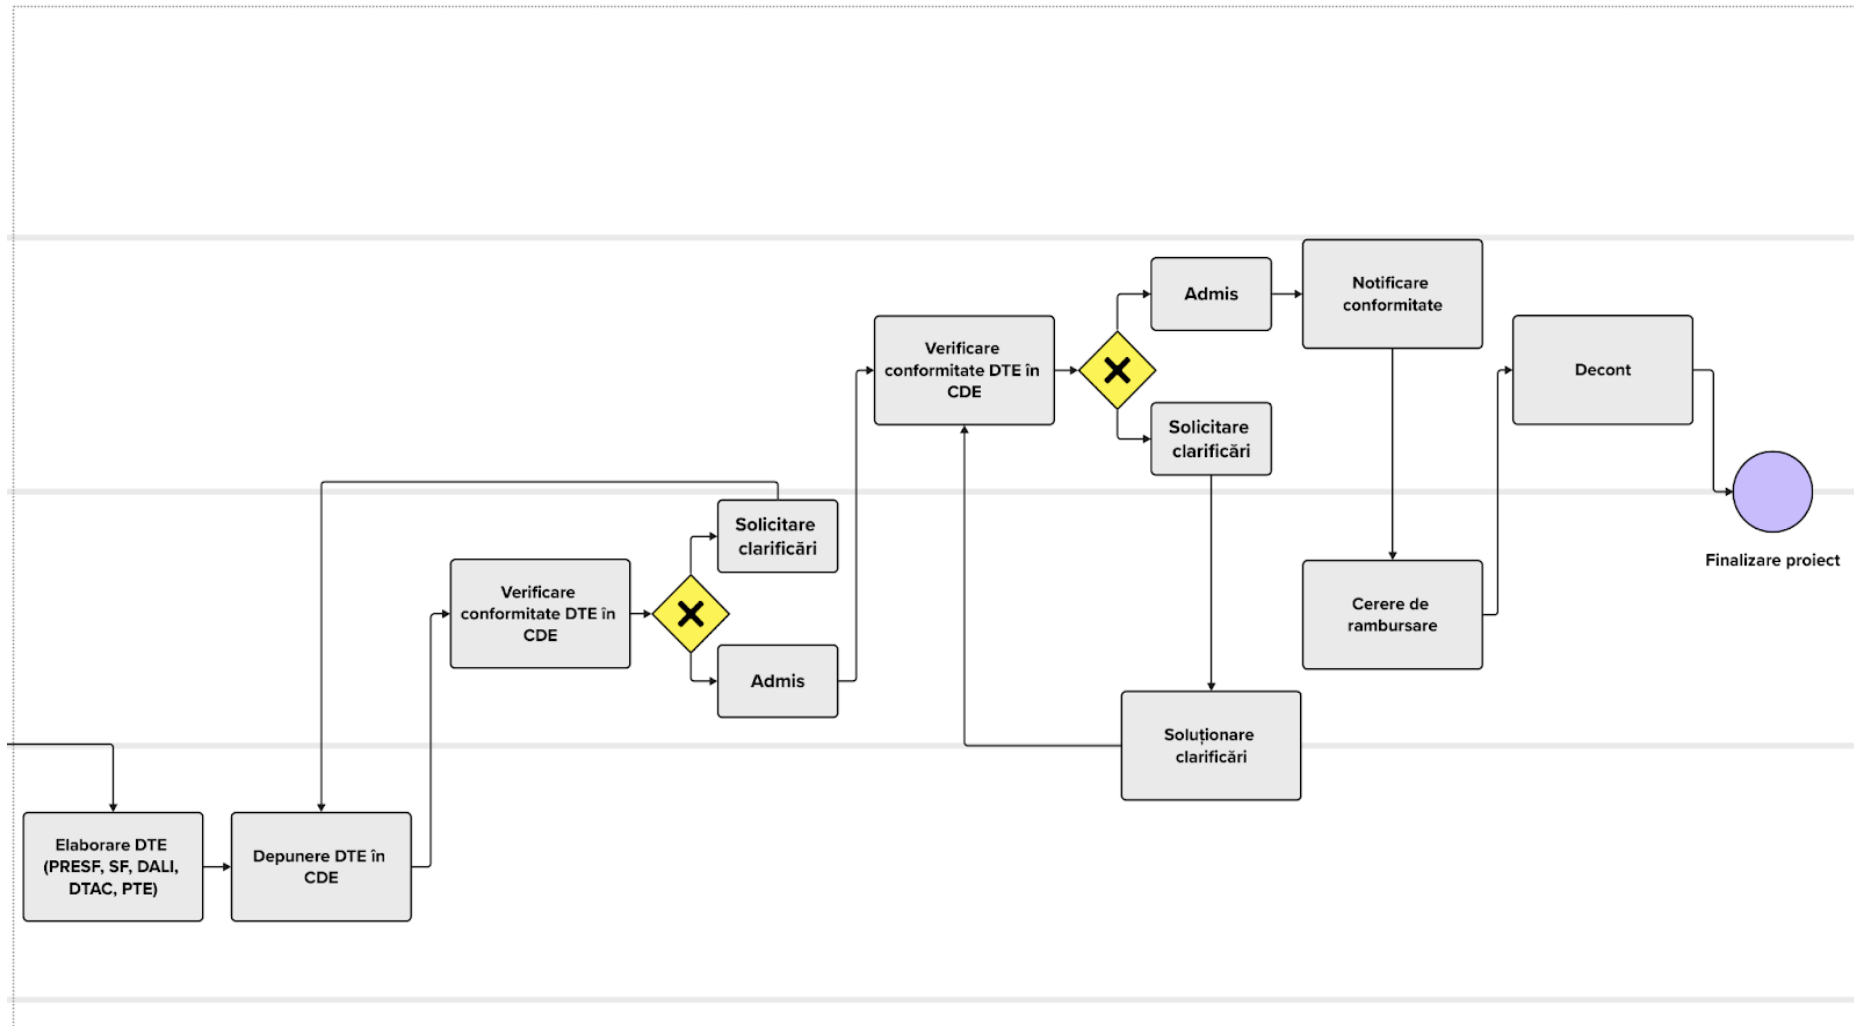 Elaborare DTE
(PRESF, SF, DALI,
DTAC, PTE)
Depunere DTE în
CDE
Verificare
conformitate DTE în
CDE
Solicitare
clarificări
Admis
Verificare
conformitate DTE în
CDE
Admis
Solicitare
clarificări
Soluționare
clarificări
Notificare
conformitate
Cerere de
rambursare
Decont
Finalizare proiect